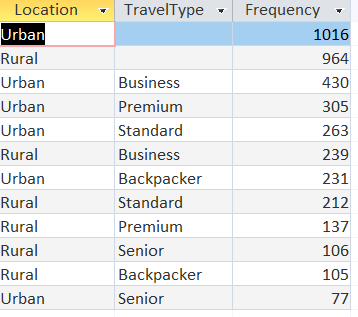 Location TravelType Frequency
Urban 1016
Rural 964
Urban Business 430
Urban Premium 305
Urban Standard 263
Rural Business 239
Urban Backpacker 231
Rural Standard 212
Rural Premium 137
Rural Senior 106
Rural Backpacker 105
Urban Senior 77